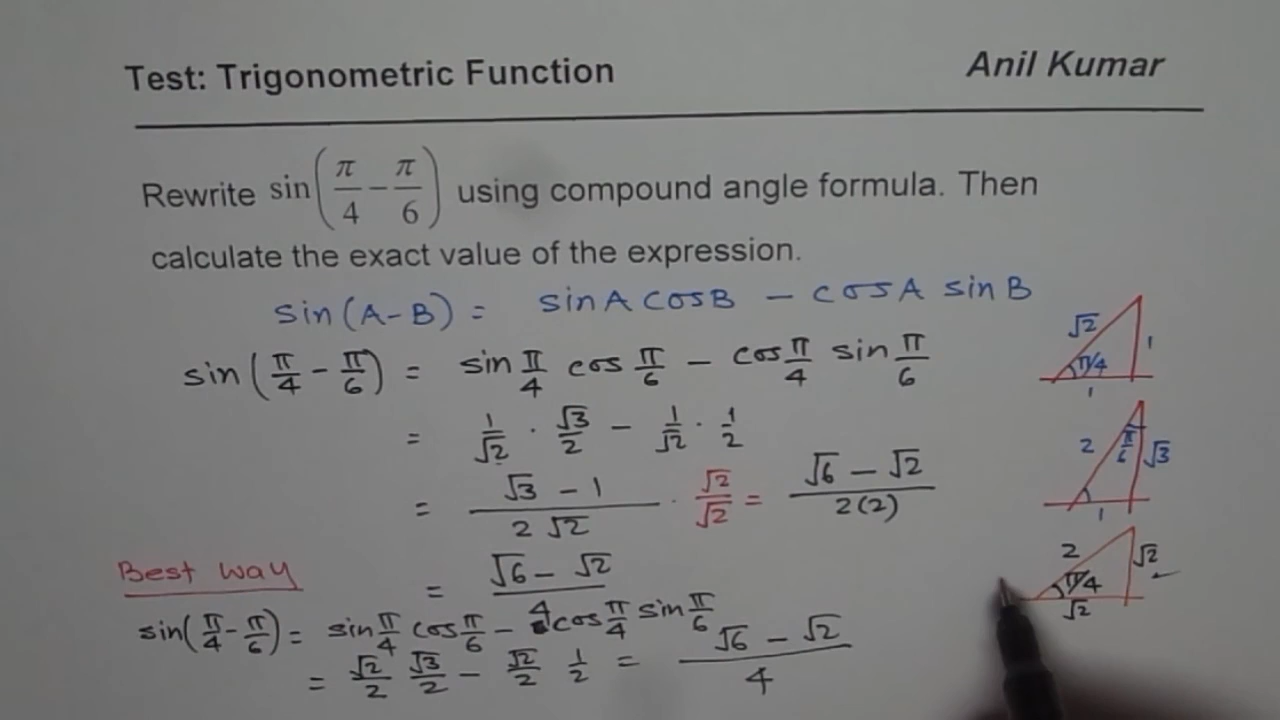 Test: Trigonometric Function
Anil Kumar
Rewrite sin(π/4 − π/6) using compound angle formula. Then
calculate the exact value of the expression.
sin(A-B) = sinA cosB − cosA sinB
sin(π/4 − π/6) = sin π/4 cos π/6 − cos π/4 sin π/6
= 1/√2 · √3/2 − 1/√2 · 1/2
= (√3 − 1)/(2√2) · √2/√2 = (√6 − √2)/(2(2))
= (√6 − √2)/4
Best way
sin(π/4 − π/6) = sin π/4 cos π/6 − cos π/4 sin π/6
= √2/2 √3/2 − √2/2 1/2 = (√6 − √2)/4
√2
1
π/4
1
2
π/6
√3
1
2
√2
π/4
√2